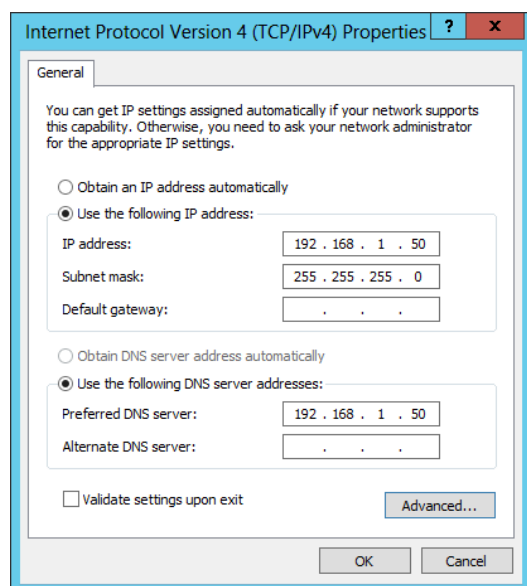 Internet Protocol Version 4 (TCP/IPv4) Properties ? x
General
You can get IP settings assigned automatically if your network supports
this capability. Otherwise, you need to ask your network administrator
for the appropriate IP settings.
Obtain an IP address automatically
Use the following IP address:
IP address: 192 . 168 . 1 . 50
Subnet mask: 255 . 255 . 255 . 0
Default gateway: . . .
Obtain DNS server address automatically
Use the following DNS server addresses:
Preferred DNS server: 192 . 168 . 1 . 50
Alternate DNS server: . . .
Validate settings upon exit
Advanced...
OK Cancel